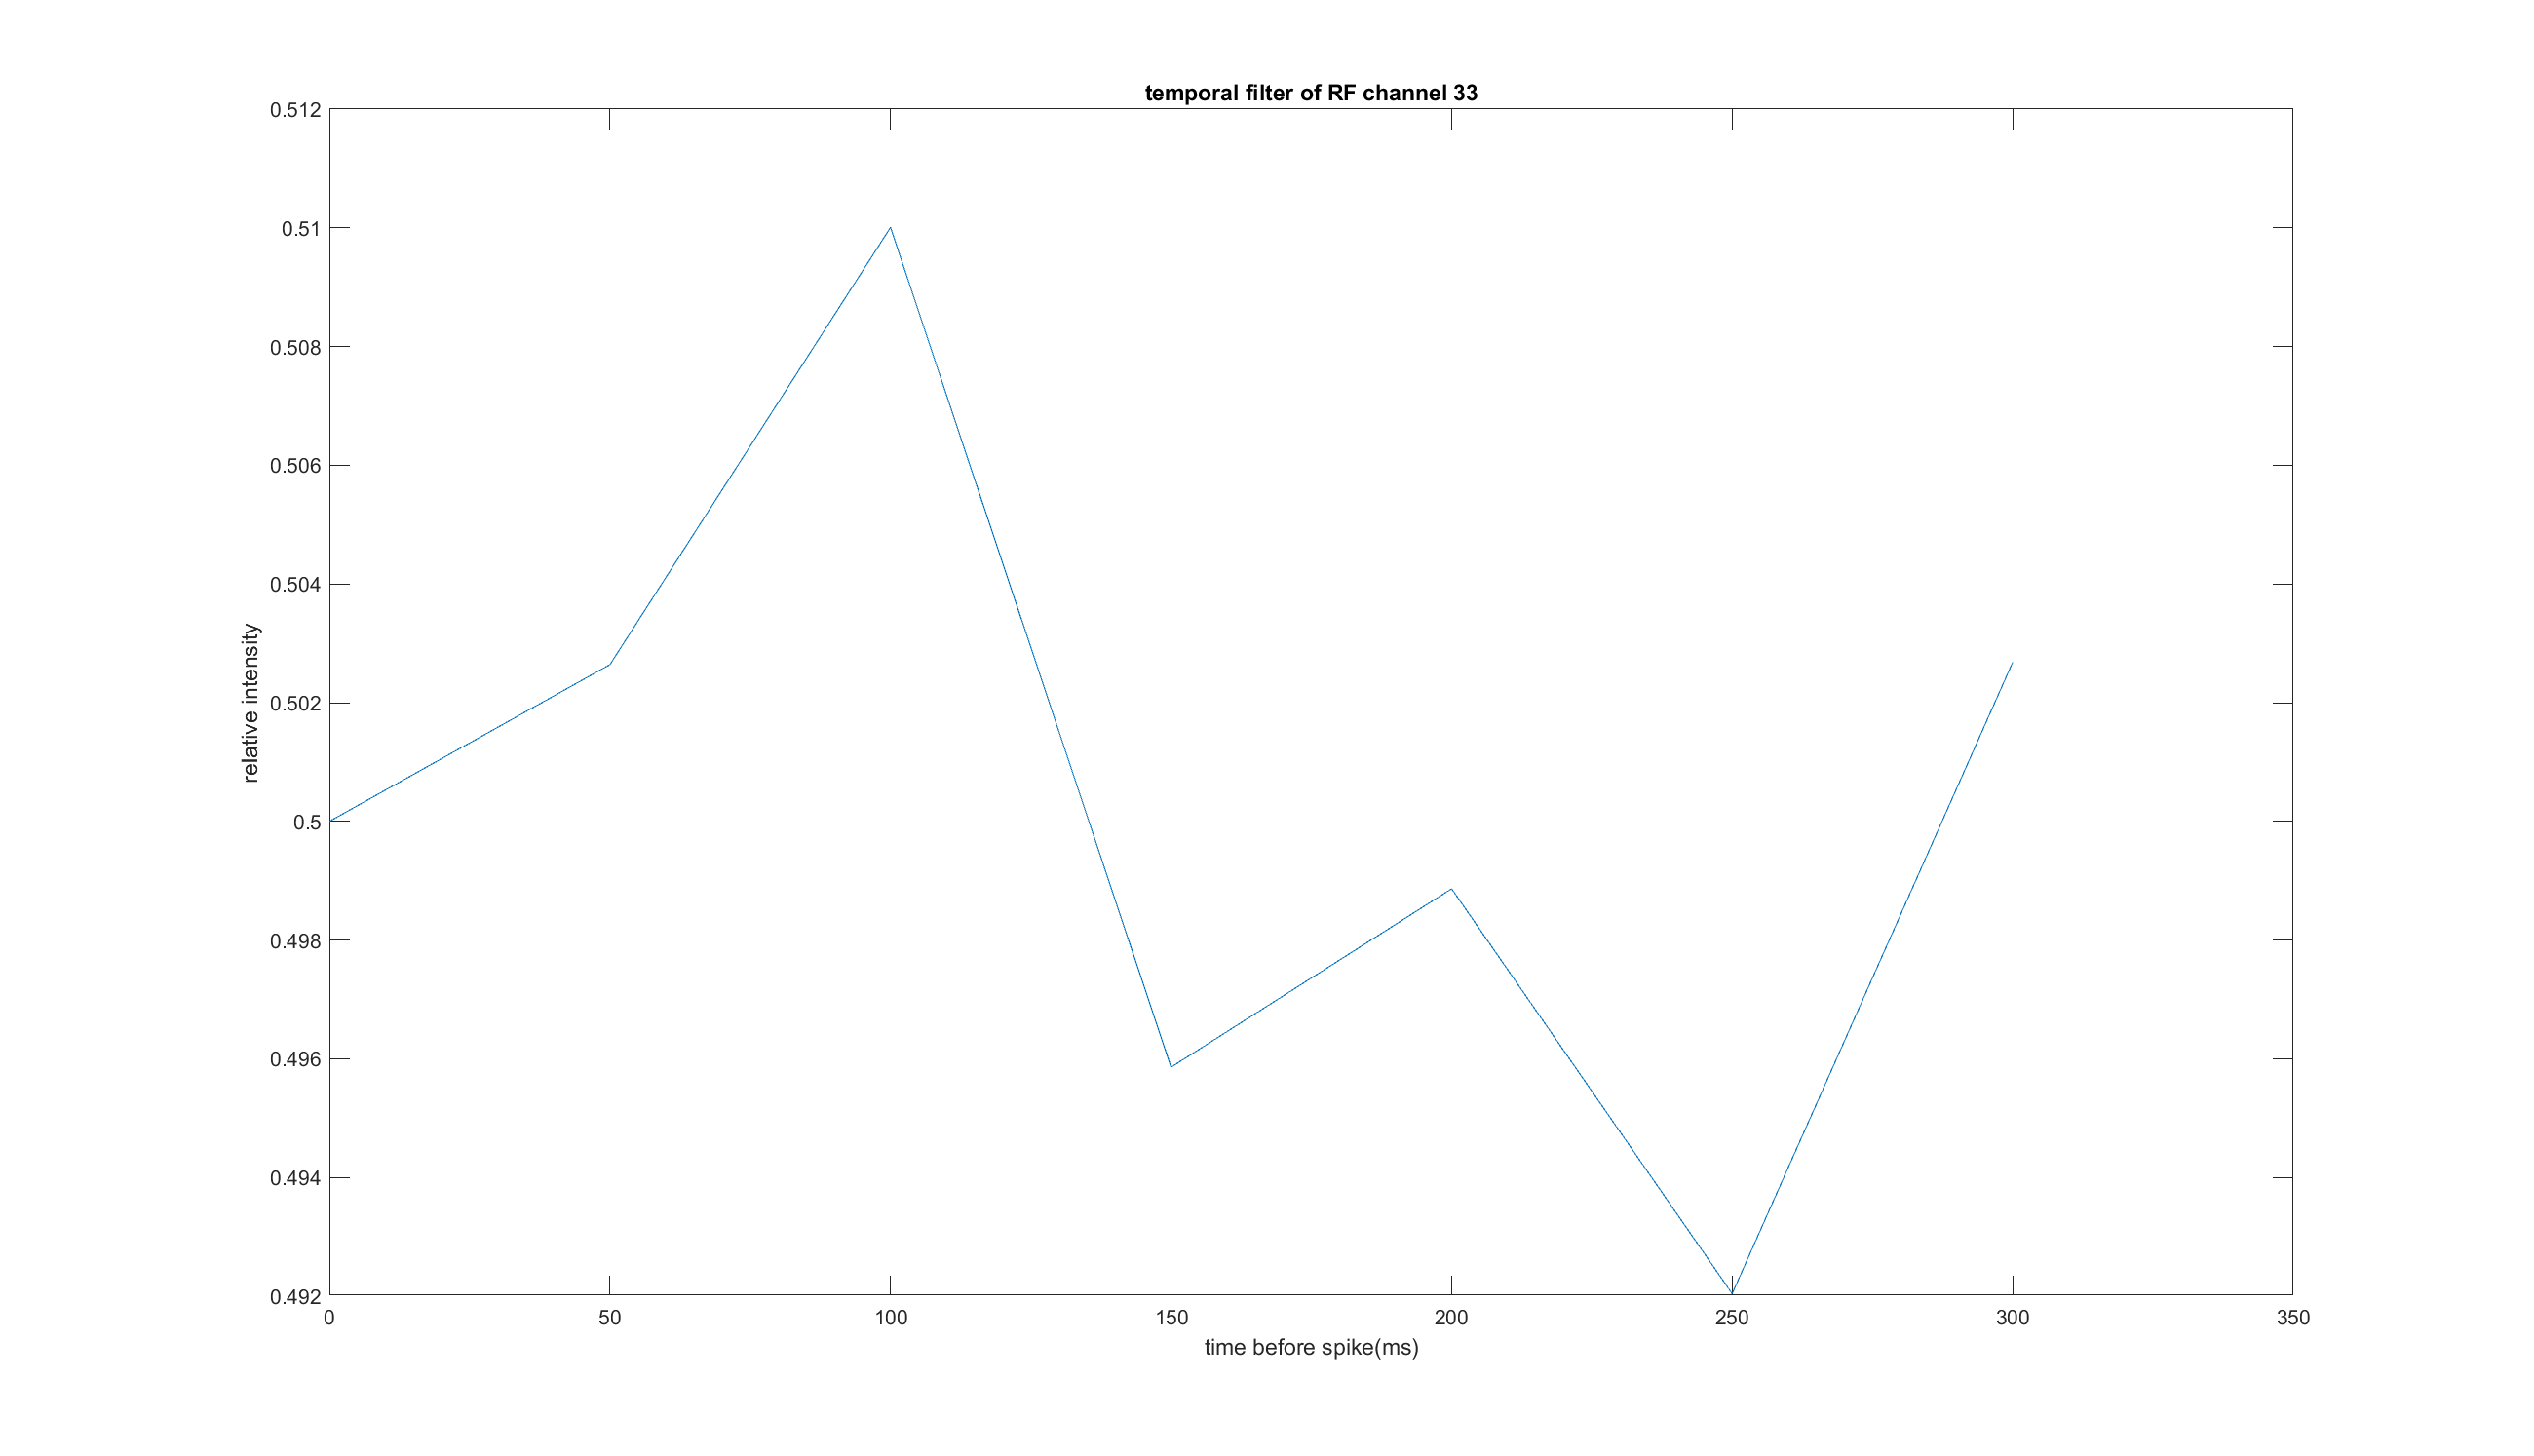 temporal filter of RF channel 33
0.512
0.51
0.508
0.506
0.504
0.502
0.5
0.498
0.496
0.494
0.492
relative intensity
0 50 100 150 200 250 300 350
time before spike(ms)